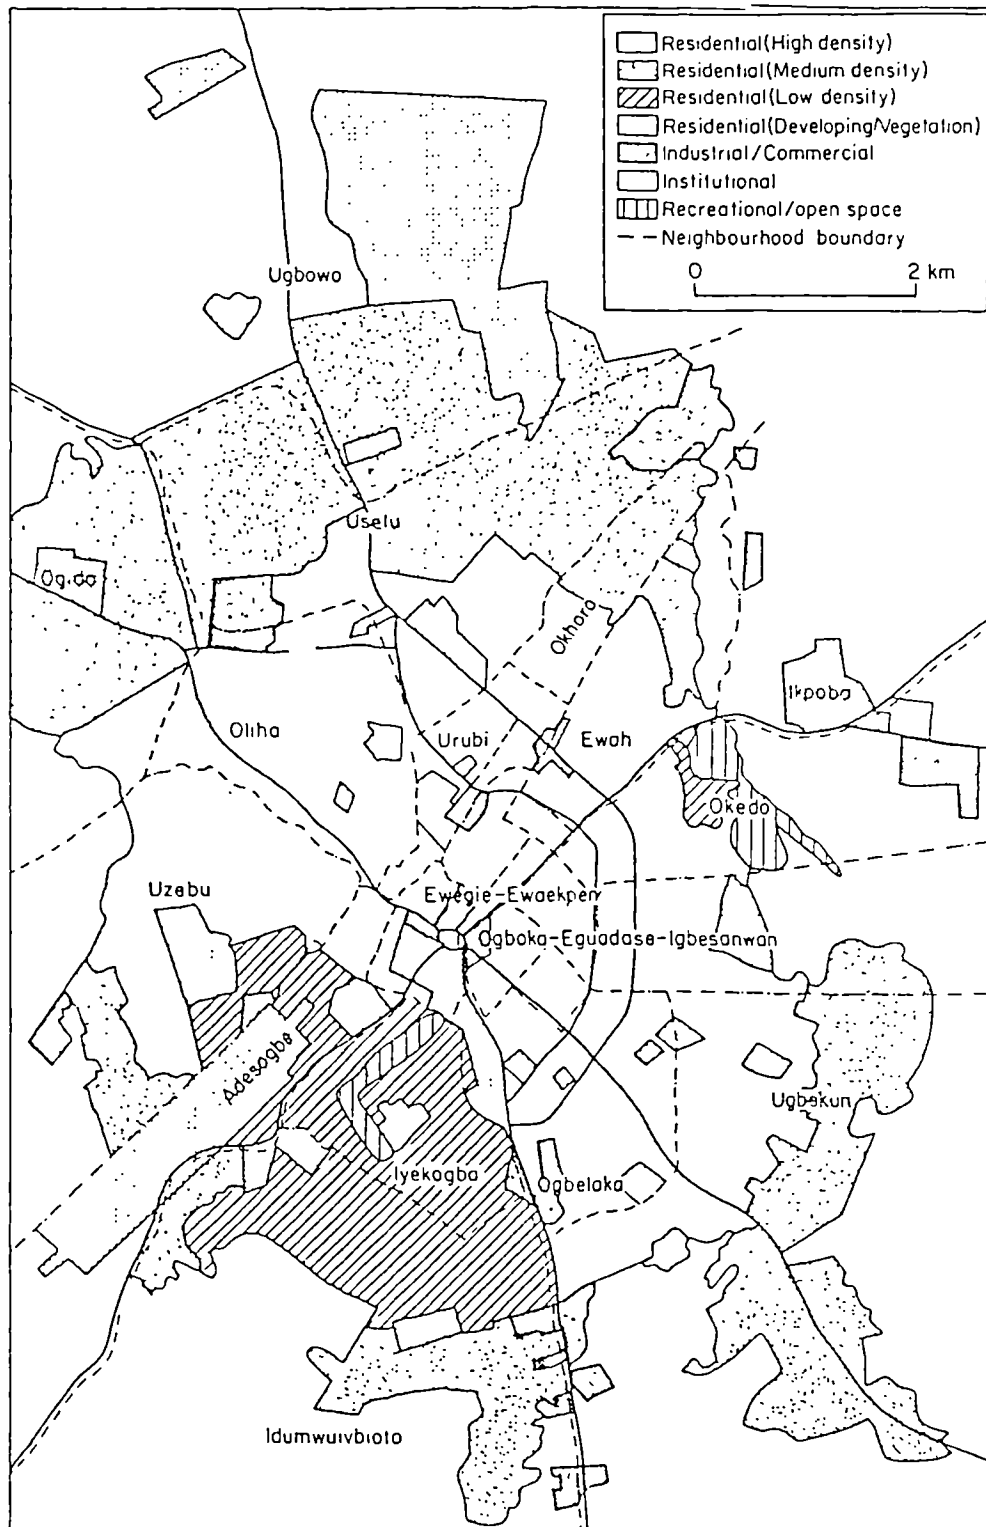 Residential(High density)
Residential(Medium density)
Residential(Low density)
Residential(Developing/Vegetation)
Industrial/Commercial
Institutional
Recreational/open space
Neighbourhood boundary
0 2 km
Ugbowo
Uselu
Ogida
Okhoro
Ikpoba
Oliha
Urubi
Ewah
Okedo
Uzebu
Ewegie-Ewaekpen
Ogboka-Eguadase-Igbesanwan
Adesogbe
Ugbekun
Iyekogba
Ogbelaka
Idumwuivbioto